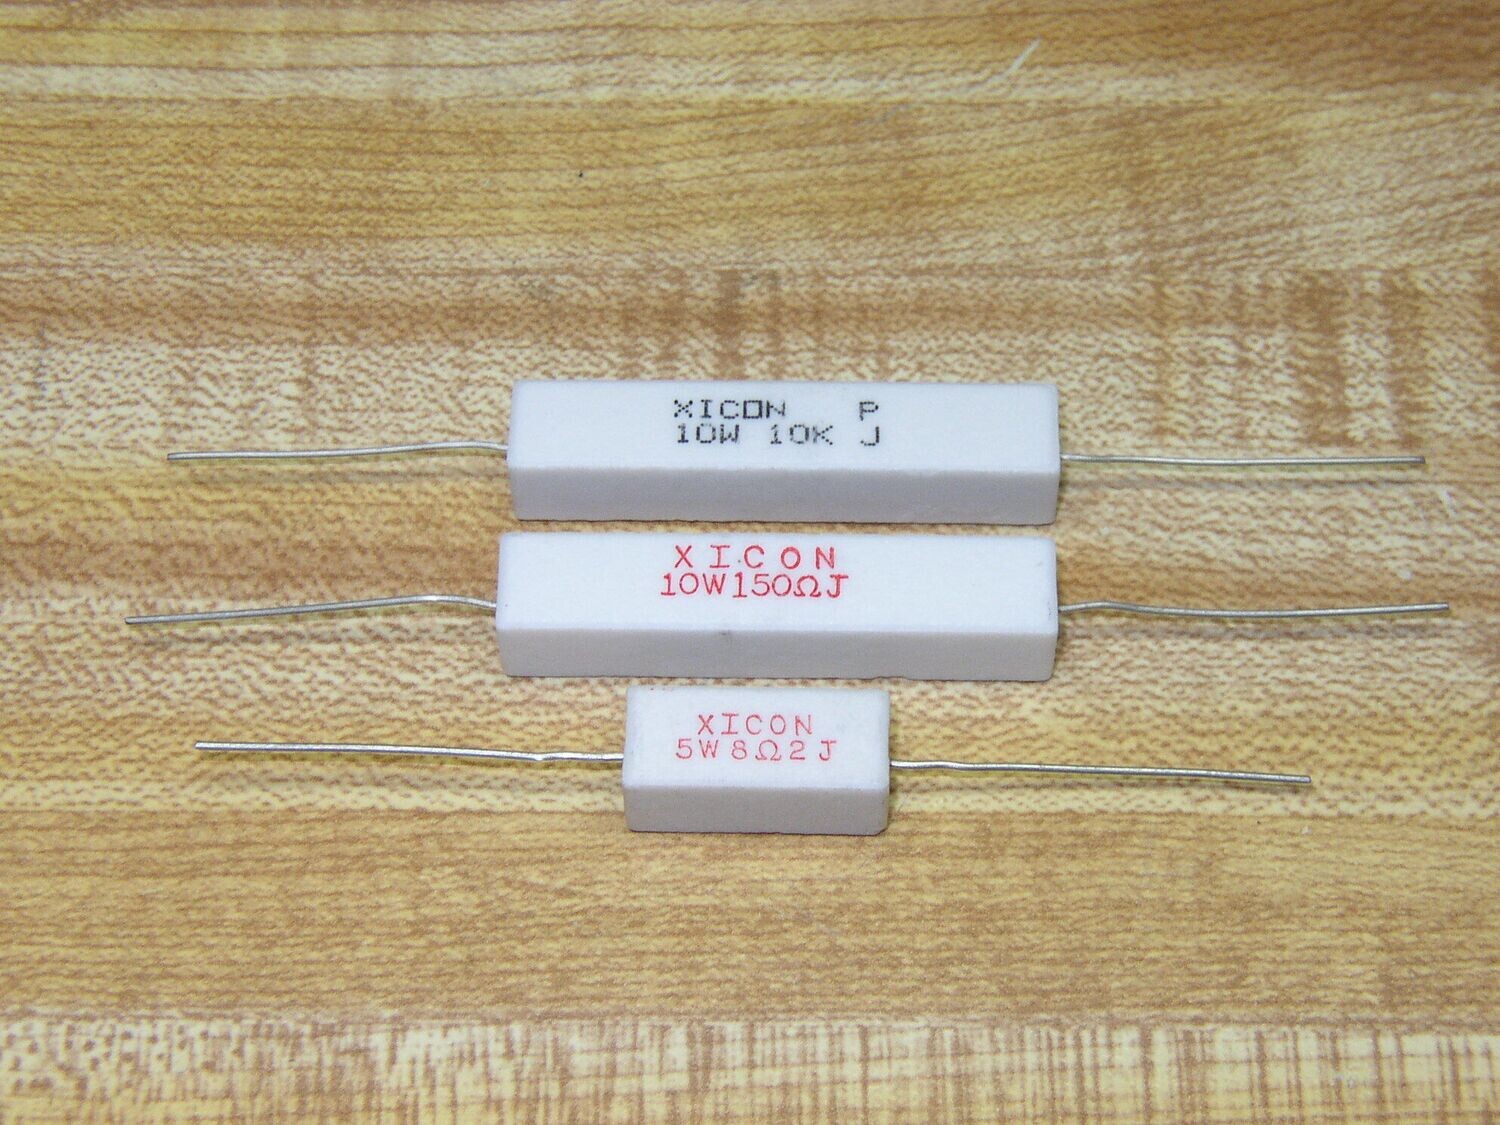 XICON P
10W 10K J
XICON
10W150ΩJ
XICON
5W8Ω2J